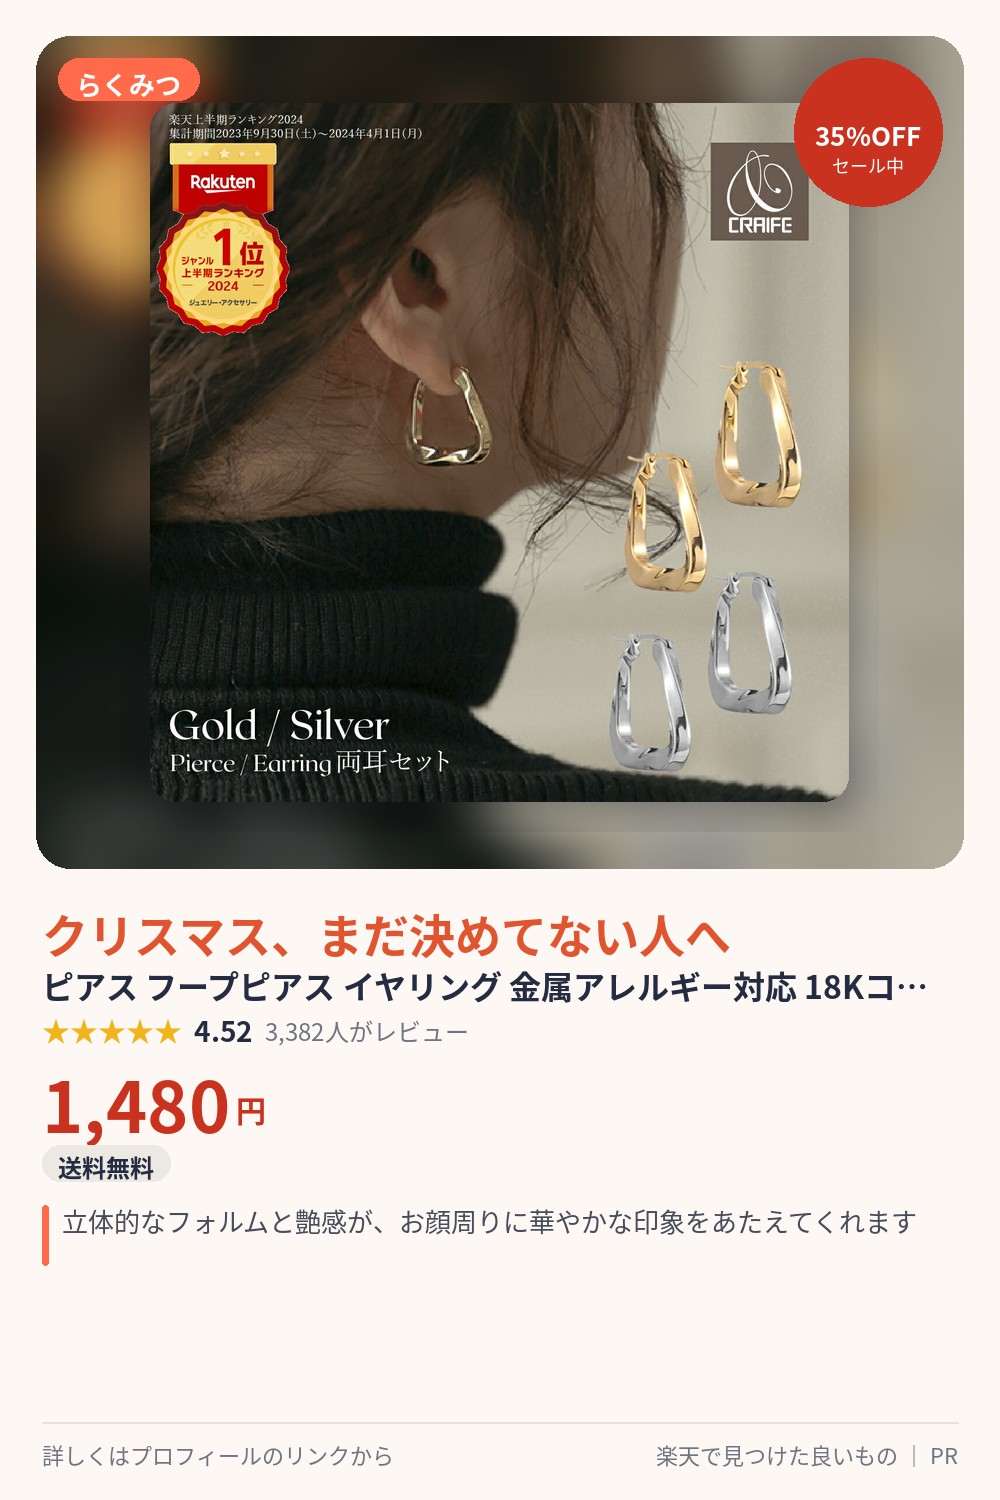 らくみつ
35%OFF
セール中
楽天上半期ランキング2024
集計期間2023年9月30日(土)～2024年4月1日(月)
Rakuten
ジャンル1位
上半期ランキング
2024
ジュエリー・アクセサリー
CRAIFE
Gold / Silver
Pierce / Earring 両耳セット
クリスマス、まだ決めてない人へ
ピアス フープピアス イヤリング 金属アレルギー対応 18Kコ…
★★★★★ 4.52 3,382人がレビュー
1,480円
送料無料
立体的なフォルムと艶感が、お顔周りに華やかな印象をあたえてくれます
詳しくはプロフィールのリンクから
楽天で見つけた良いもの｜PR